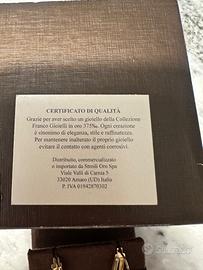 CERTIFICATO DI QUALITÀ
Grazie per aver scelto un gioiello della Collezione
Franco Gioielli in oro 375‰. Ogni creazione
è sinonimo di eleganza, stile e raffinatezza.
Per mantenere inalterato il proprio gioiello
evitare il contatto con agenti corrosivi.
Distribuito, commercializzato
o importato da Stroili Oro Spa
Viale Valli di Carnia 5
33020 Amaro (UD) Italia
P. IVA 01942870302
subito